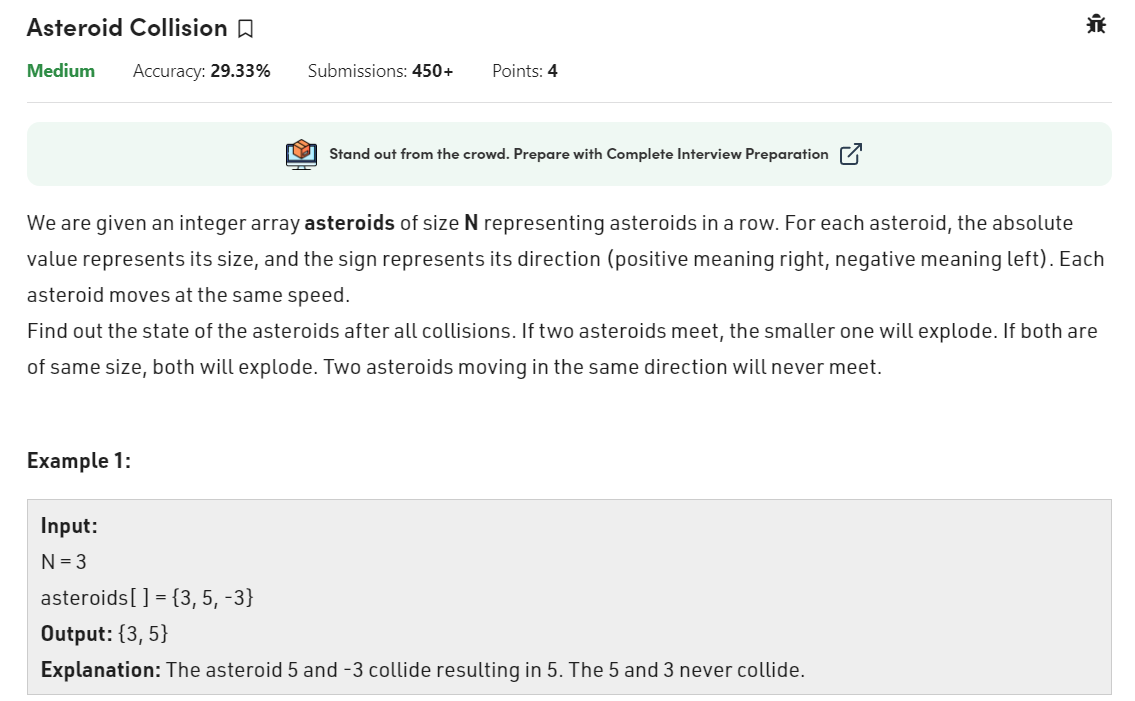 Asteroid Collision
Medium Accuracy: 29.33% Submissions: 450+ Points: 4
Stand out from the crowd. Prepare with Complete Interview Preparation
We are given an integer array asteroids of size N representing asteroids in a row. For each asteroid, the absolute
value represents its size, and the sign represents its direction (positive meaning right, negative meaning left). Each
asteroid moves at the same speed.
Find out the state of the asteroids after all collisions. If two asteroids meet, the smaller one will explode. If both are
of same size, both will explode. Two asteroids moving in the same direction will never meet.
Example 1:
Input:
N = 3
asteroids[ ] = {3, 5, -3}
Output: {3, 5}
Explanation: The asteroid 5 and -3 collide resulting in 5. The 5 and 3 never collide.